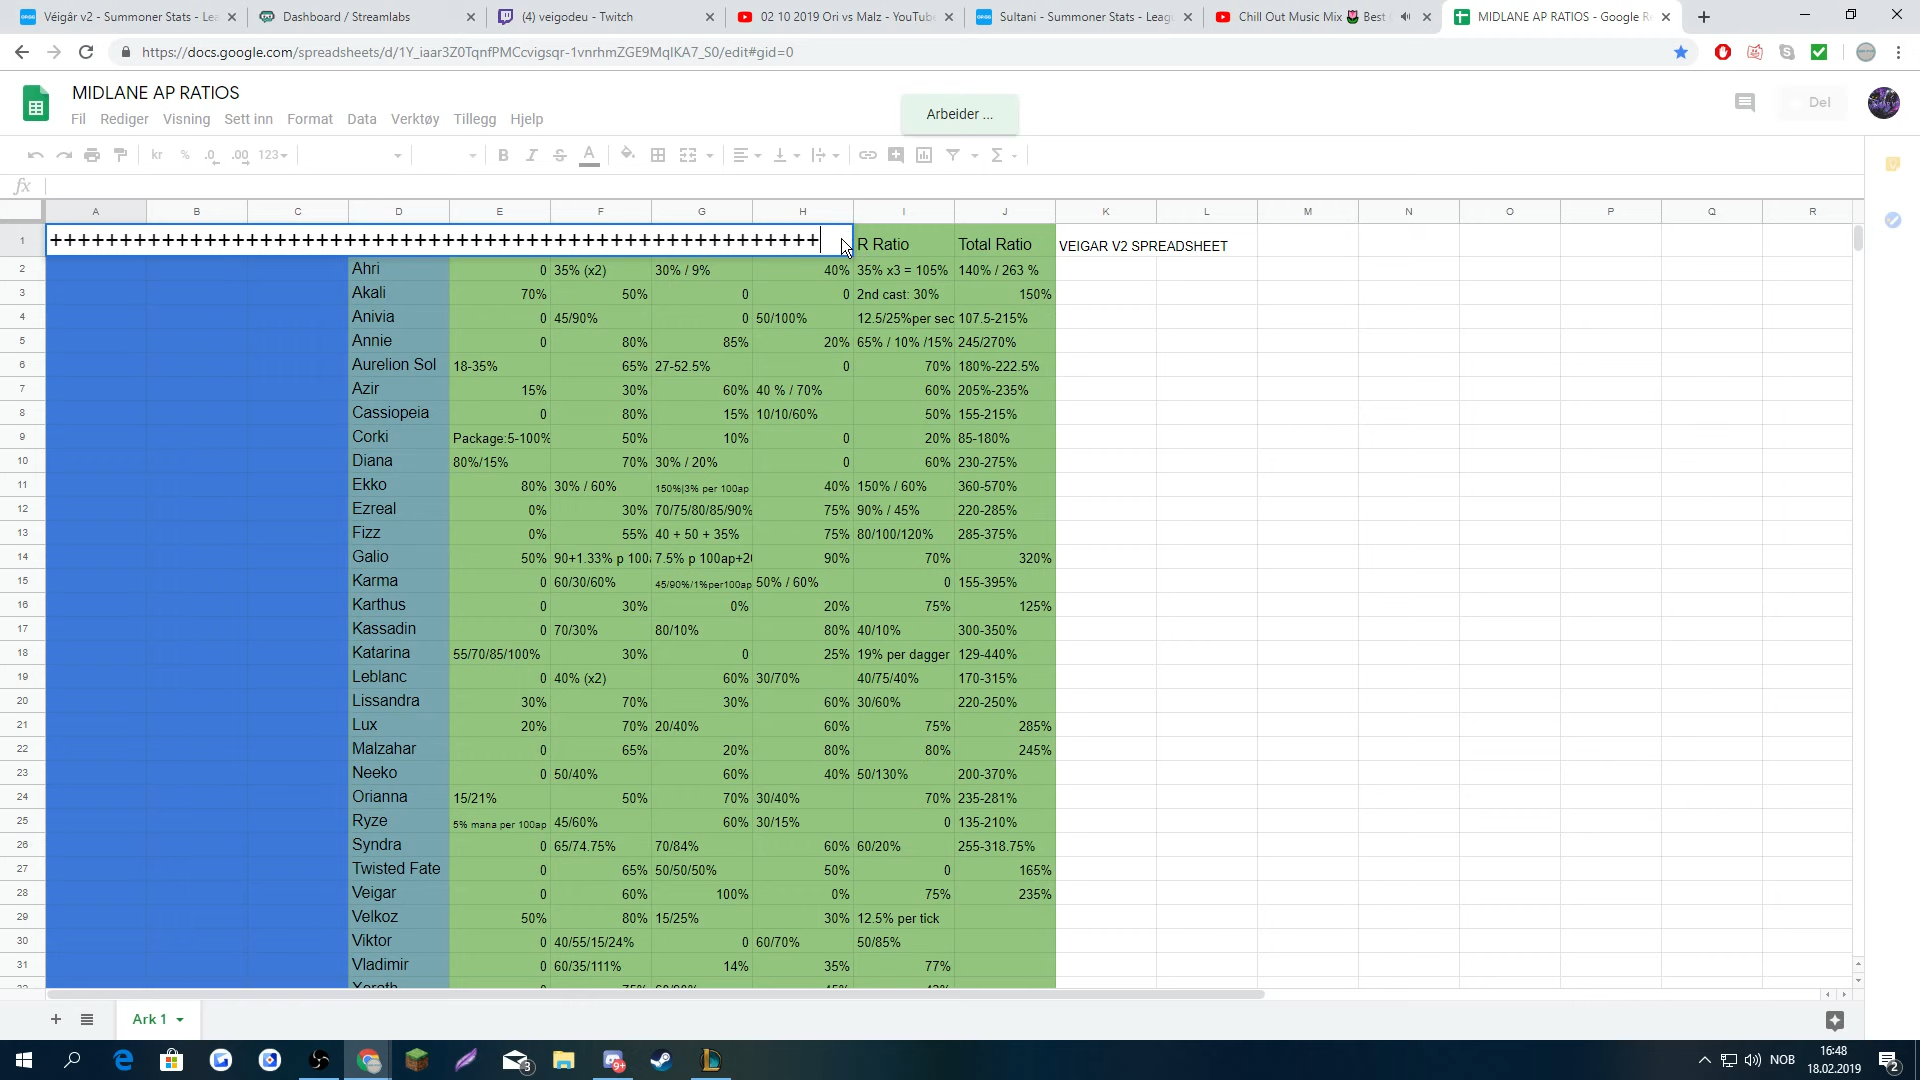 Véigâr v2 - Summoner Stats - Lea
Dashboard / Streamlabs
(4) veigodeu - Twitch
02 10 2019 Ori vs Malz - YouTube
Sultani - Summoner Stats - Leagu
Chill Out Music Mix 🌷 Best
MIDLANE AP RATIOS - Google R
https://docs.google.com/spreadsheets/d/1Y_iaar3Z0TqnfPMCcvigsqr-1vnrhmZGE9MqlKA7_S0/edit#gid=0
MIDLANE AP RATIOS
Fil Rediger Visning Sett inn Format Data Verktøy Tillegg Hjelp
Arbeider ...
Del
kr % .0 .00 123
fx
A B C D E F G H I J K L M N O P Q R
1 +++++++++++++++++++++++++++++++++++++++++++++++++++++++ R Ratio Total Ratio VEIGAR V2 SPREADSHEET
2 Ahri 0 35% (x2) 30% / 9% 40% 35% x3 = 105% 140% / 263 %
3 Akali 70% 50% 0 0 2nd cast: 30% 150%
4 Anivia 0 45/90% 0 50/100% 12.5/25%per sec 107.5-215%
5 Annie 0 80% 85% 20% 65% / 10% /15% 245/270%
6 Aurelion Sol 18-35% 65% 27-52.5% 0 70% 180%-222.5%
7 Azir 15% 30% 60% 40 % / 70% 60% 205%-235%
8 Cassiopeia 0 80% 15% 10/10/60% 50% 155-215%
9 Corki Package:5-100% 50% 10% 0 20% 85-180%
10 Diana 80%/15% 70% 30% / 20% 0 60% 230-275%
11 Ekko 80% 30% / 60% 150%|3% per 100ap 40% 150% / 60% 360-570%
12 Ezreal 0% 30% 70/75/80/85/90% 75% 90% / 45% 220-285%
13 Fizz 0% 55% 40 + 50 + 35% 75% 80/100/120% 285-375%
14 Galio 50% 90+1.33% p 100a 7.5% p 100ap+20 90% 70% 320%
15 Karma 0 60/30/60% 45/90%/1%per100ap 50% / 60% 0 155-395%
16 Karthus 0 30% 0% 20% 75% 125%
17 Kassadin 0 70/30% 80/10% 80% 40/10% 300-350%
18 Katarina 55/70/85/100% 30% 0 25% 19% per dagger 129-440%
19 Leblanc 0 40% (x2) 60% 30/70% 40/75/40% 170-315%
20 Lissandra 30% 70% 30% 60% 30/60% 220-250%
21 Lux 20% 70% 20/40% 60% 75% 285%
22 Malzahar 0 65% 20% 80% 80% 245%
23 Neeko 0 50/40% 60% 40% 50/130% 200-370%
24 Orianna 15/21% 50% 70% 30/40% 70% 235-281%
25 Ryze 5% mana per 100ap 45/60% 60% 30/15% 0 135-210%
26 Syndra 0 65/74.75% 70/84% 60% 60/20% 255-318.75%
27 Twisted Fate 0 65% 50/50/50% 50% 0 165%
28 Veigar 0 60% 100% 0% 75% 235%
29 Velkoz 50% 80% 15/25% 30% 12.5% per tick
30 Viktor 0 40/55/15/24% 0 60/70% 50/85%
31 Vladimir 0 60/35/111% 14% 35% 77%
Ark 1
3
9+
NOB
16:48
18.02.2019
2